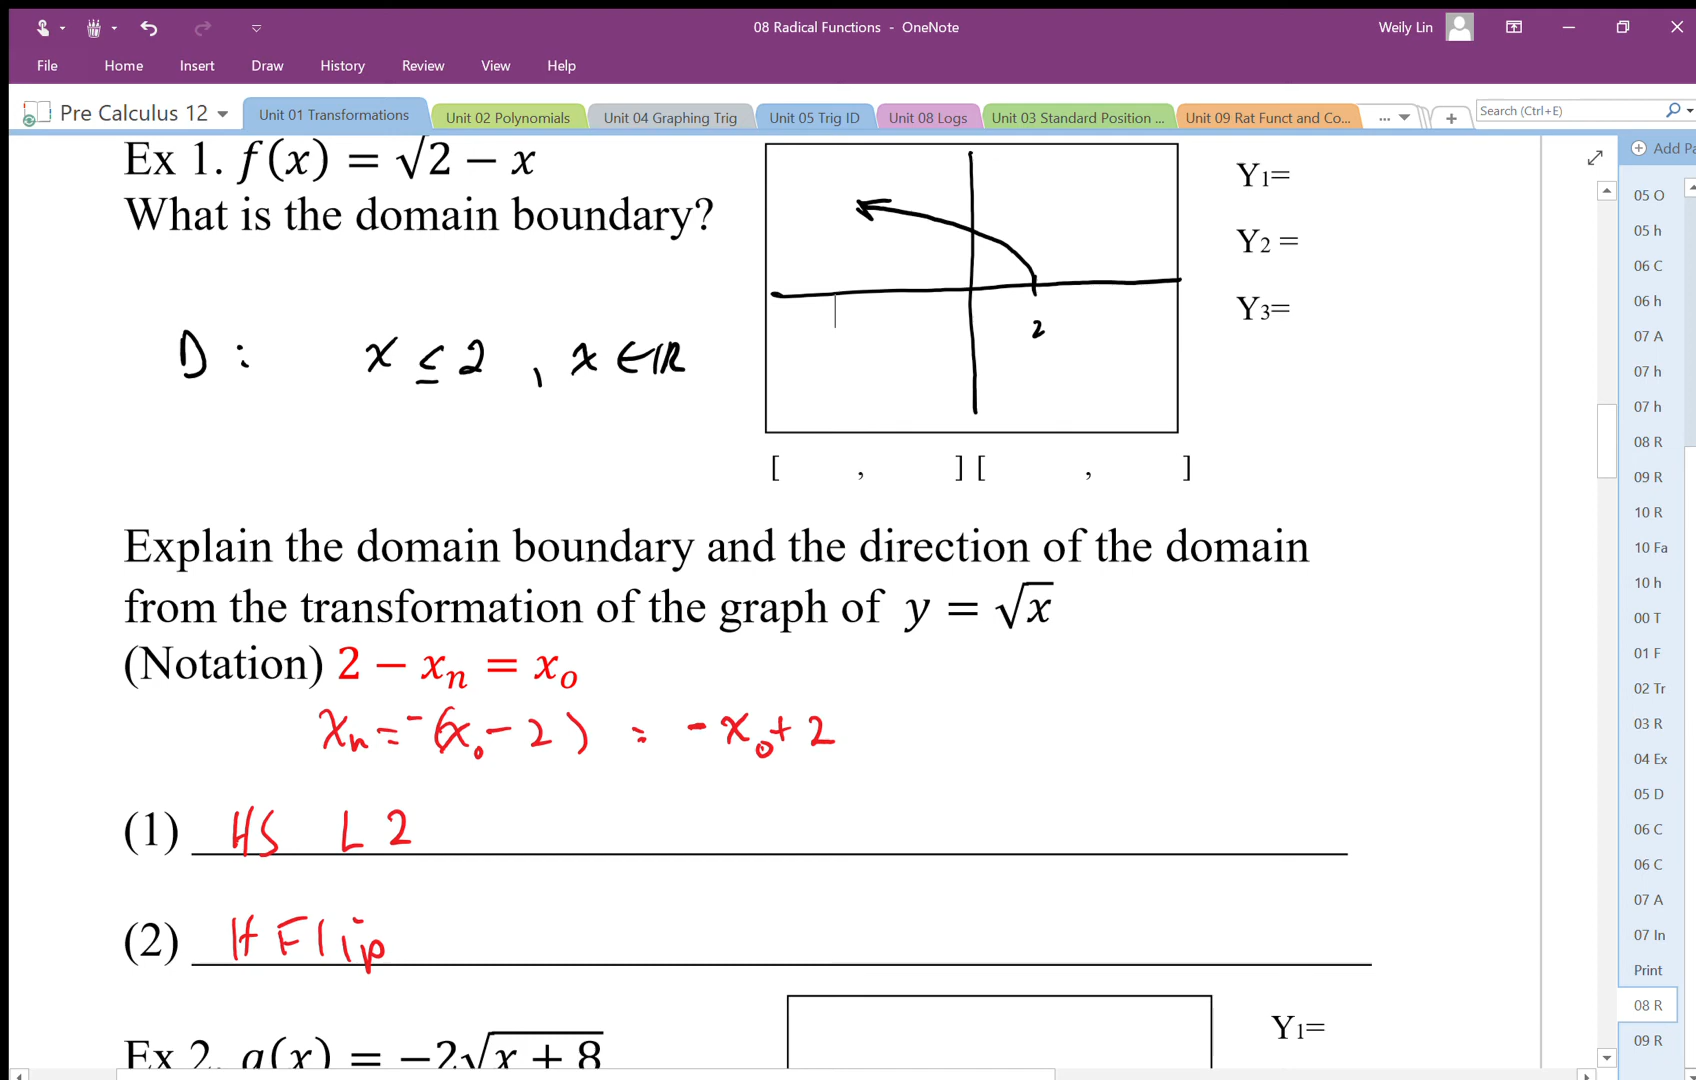 08 Radical Functions - OneNote
Weily Lin
File Home Insert Draw History Review View Help
Pre Calculus 12
Unit 01 Transformations Unit 02 Polynomials Unit 04 Graphing Trig Unit 05 Trig ID Unit 08 Logs Unit 03 Standard Position ... Unit 09 Rat Funct and Co... ...
Search (Ctrl+E)
Add Pa
Ex 1. f(x) = √2 − x
What is the domain boundary?
D : x ≤ 2 , x ∈ ℝ
2
Y1=
Y2 =
Y3=
[ , ] [ , ]
Explain the domain boundary and the direction of the domain
from the transformation of the graph of y = √x
(Notation) 2 − xn = xo
xn = -(xo - 2) = -xo + 2
(1) HS L 2
(2) H Flip
Ex 2. g(x) = −2√x + 8
Y1=
05 O
05 h
06 C
06 h
07 A
07 h
07 h
08 R
09 R
10 R
10 Fa
10 h
00 T
01 F
02 Tr
03 R
04 Ex
05 D
06 C
06 C
07 A
07 In
Print
08 R
09 R